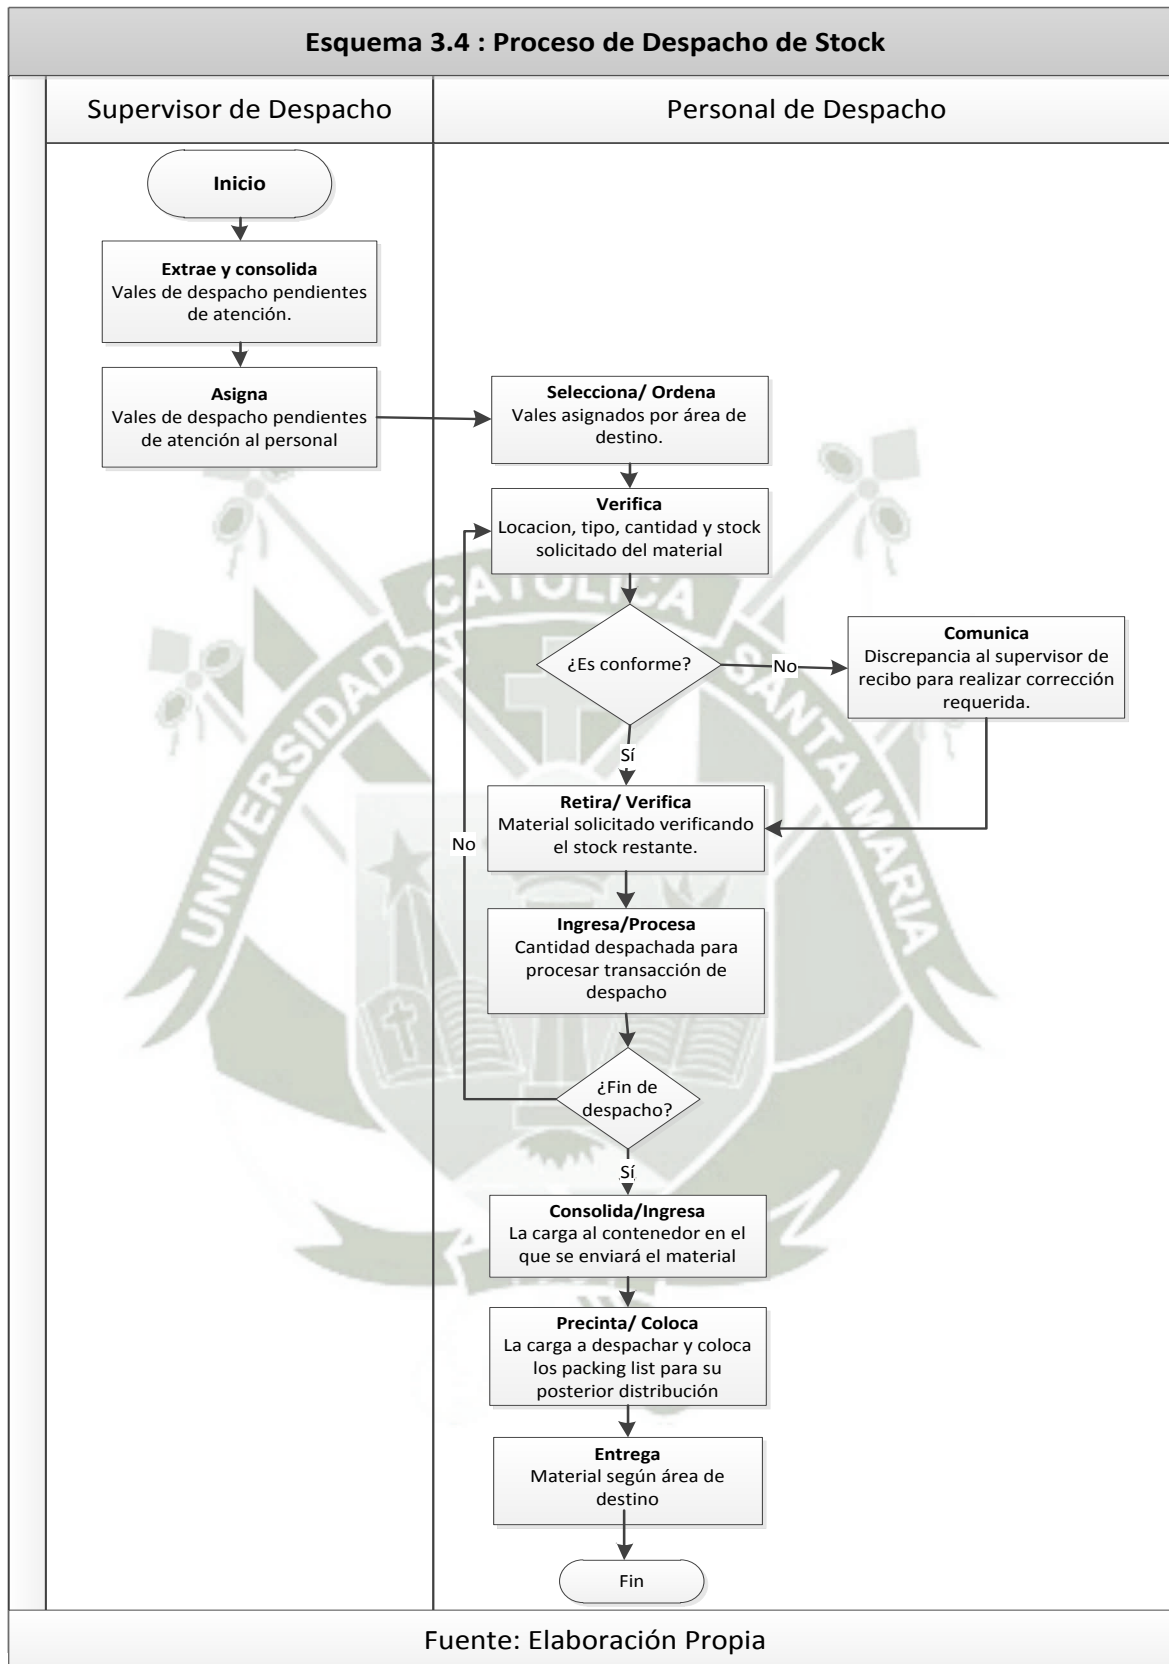 Esquema 3.4 : Proceso de Despacho de Stock
Supervisor de Despacho
Personal de Despacho
Inicio
Extrae y consolida
Vales de despacho pendientes
de atención.
Asigna
Vales de despacho pendientes
de atención al personal
Selecciona/ Ordena
Vales asignados por área de
destino.
Verifica
Locacion, tipo, cantidad y stock
solicitado del material
¿Es conforme?
No
Comunica
Discrepancia al supervisor de
recibo para realizar corrección
requerida.
Sí
Retira/ Verifica
Material solicitado verificando
el stock restante.
No
Ingresa/Procesa
Cantidad despachada para
procesar transacción de
despacho
¿Fin de
despacho?
Sí
Consolida/Ingresa
La carga al contenedor en el
que se enviará el material
Precinta/ Coloca
La carga a despachar y coloca
los packing list para su
posterior distribución
Entrega
Material según área de
destino
Fin
Fuente: Elaboración Propia
UNIVERSIDAD CATOLICA SANTA MARIA